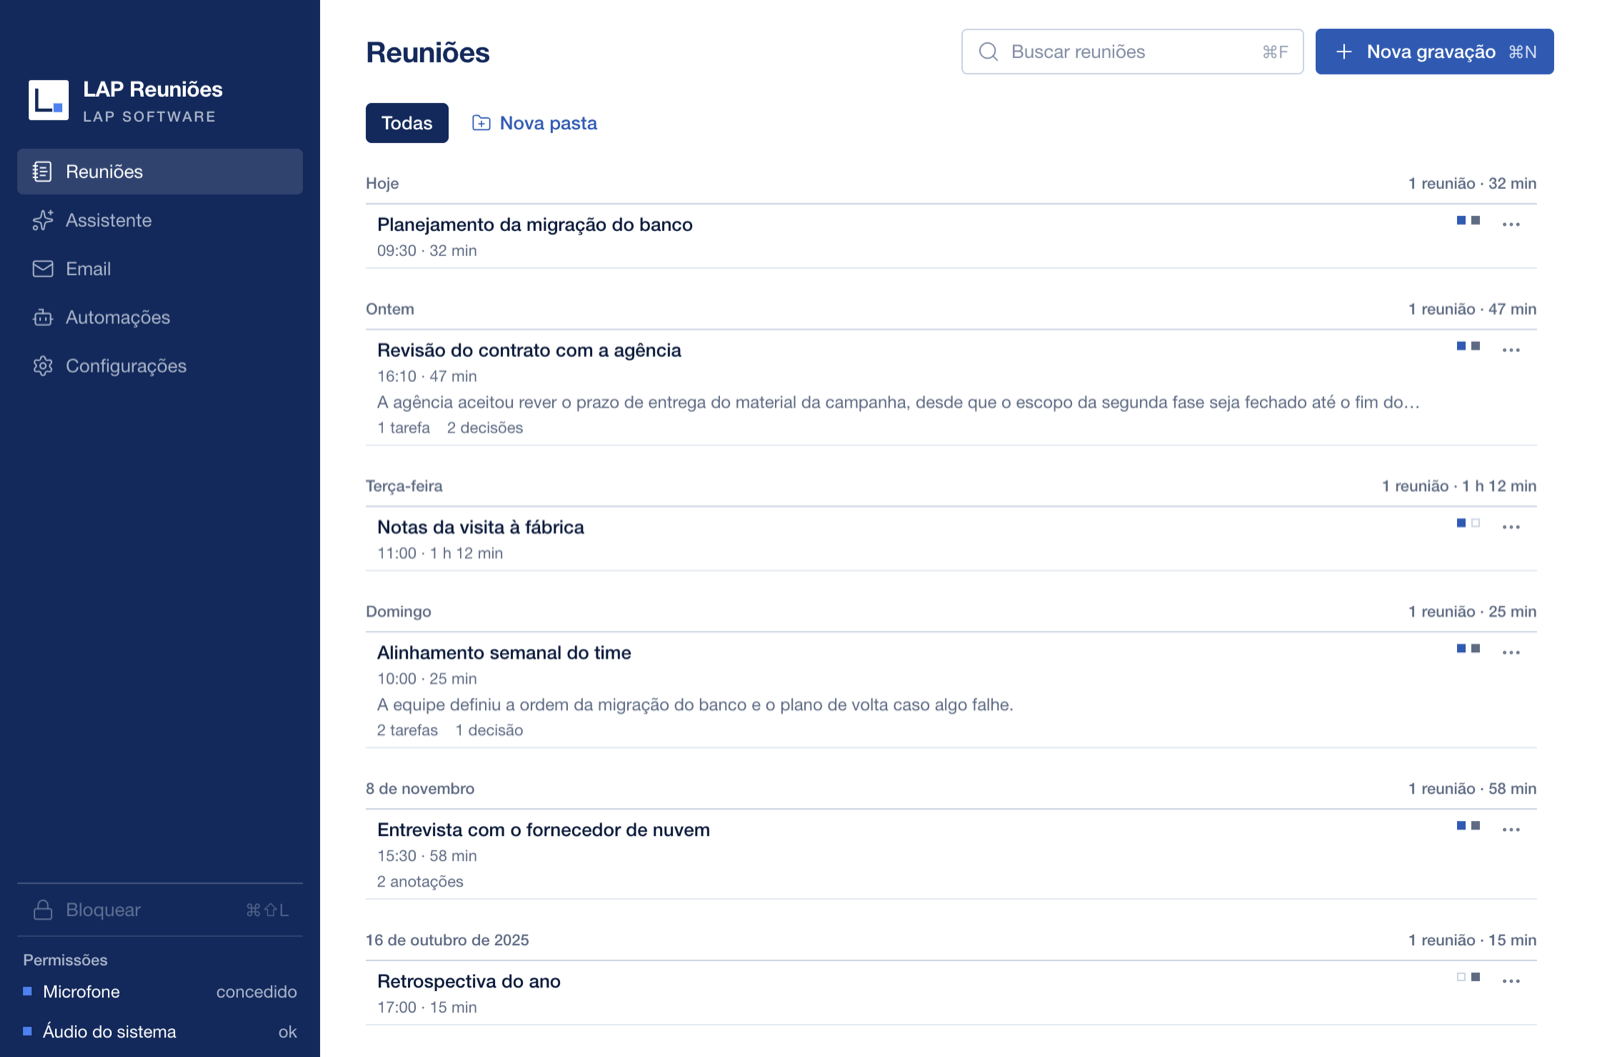 LAP Reuniões
LAP SOFTWARE
Reuniões
Assistente
Email
Automações
Configurações
Bloquear ⌘⇧L
Permissões
Microfone concedido
Áudio do sistema ok
Reuniões
Buscar reuniões ⌘F
Nova gravação ⌘N
Todas
Nova pasta
Hoje 1 reunião · 32 min
Planejamento da migração do banco
09:30 · 32 min
Ontem 1 reunião · 47 min
Revisão do contrato com a agência
16:10 · 47 min
A agência aceitou rever o prazo de entrega do material da campanha, desde que o escopo da segunda fase seja fechado até o fim do…
1 tarefa 2 decisões
Terça-feira 1 reunião · 1 h 12 min
Notas da visita à fábrica
11:00 · 1 h 12 min
Domingo 1 reunião · 25 min
Alinhamento semanal do time
10:00 · 25 min
A equipe definiu a ordem da migração do banco e o plano de volta caso algo falhe.
2 tarefas 1 decisão
8 de novembro 1 reunião · 58 min
Entrevista com o fornecedor de nuvem
15:30 · 58 min
2 anotações
16 de outubro de 2025 1 reunião · 15 min
Retrospectiva do ano
17:00 · 15 min